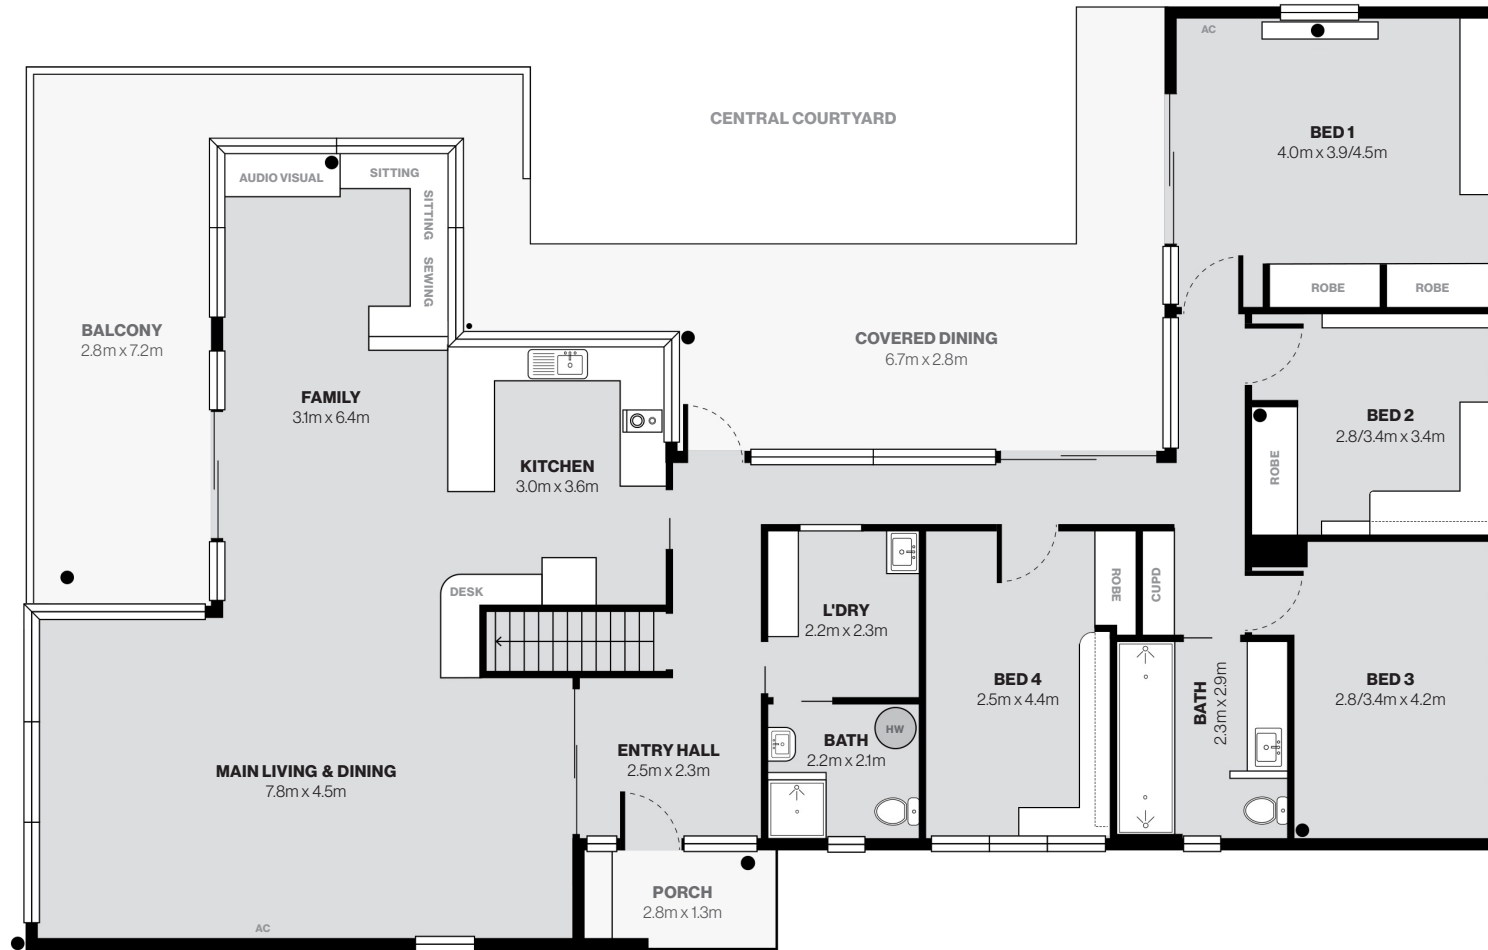 AC
CENTRAL COURTYARD
BED 1
4.0m x 3.9/4.5m
AUDIO VISUAL
SITTING
SITTING
SEWING
ROBE
ROBE
BALCONY
2.8m x 7.2m
COVERED DINING
6.7m x 2.8m
FAMILY
3.1m x 6.4m
BED 2
2.8/3.4m x 3.4m
KITCHEN
3.0m x 3.6m
ROBE
DESK
L'DRY
2.2m x 2.3m
ROBE
CUPD
BED 4
2.5m x 4.4m
BATH
2.3m x 2.9m
BED 3
2.8/3.4m x 4.2m
HW
BATH
2.2m x 2.1m
ENTRY HALL
2.5m x 2.3m
MAIN LIVING & DINING
7.8m x 4.5m
PORCH
2.8m x 1.3m
AC